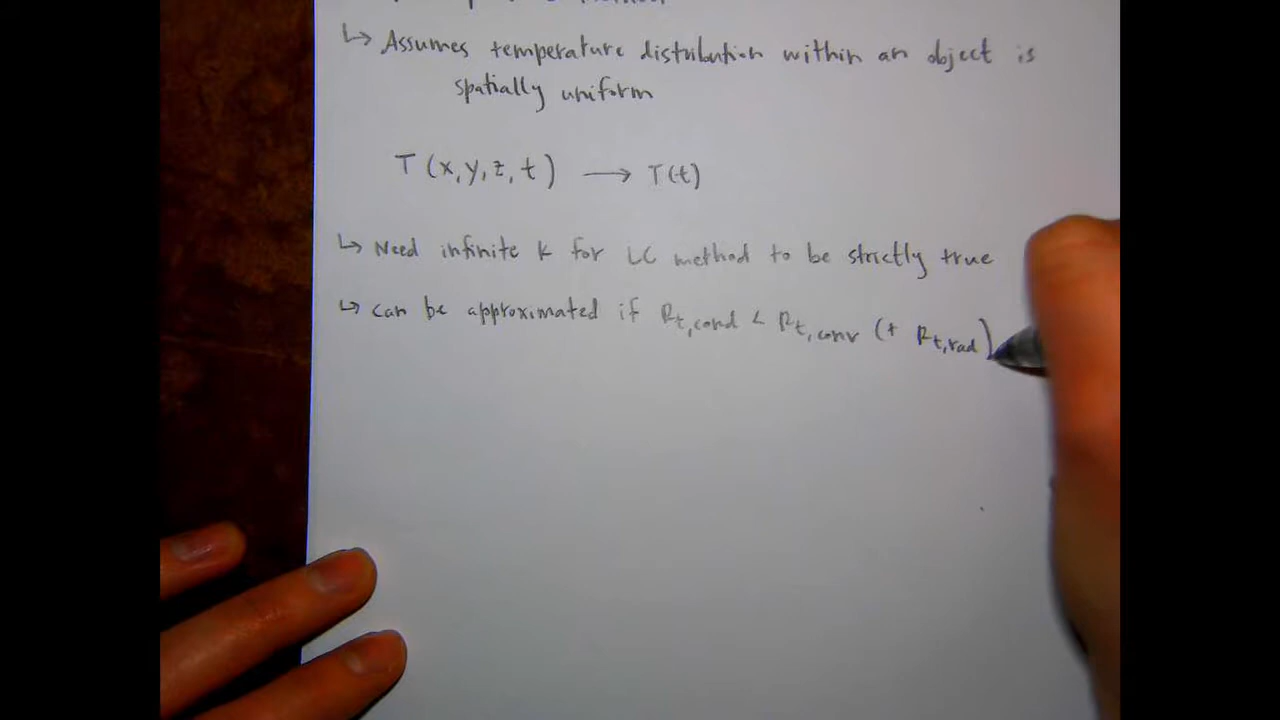 ↳ Assumes temperature distribution within an object is
spatially uniform
T (x,y,z,t) → T(t)
↳ Need infinite k for LC method to be strictly true
↳ can be approximated if Rt,cond < Rt,conv (+ Rt,rad)